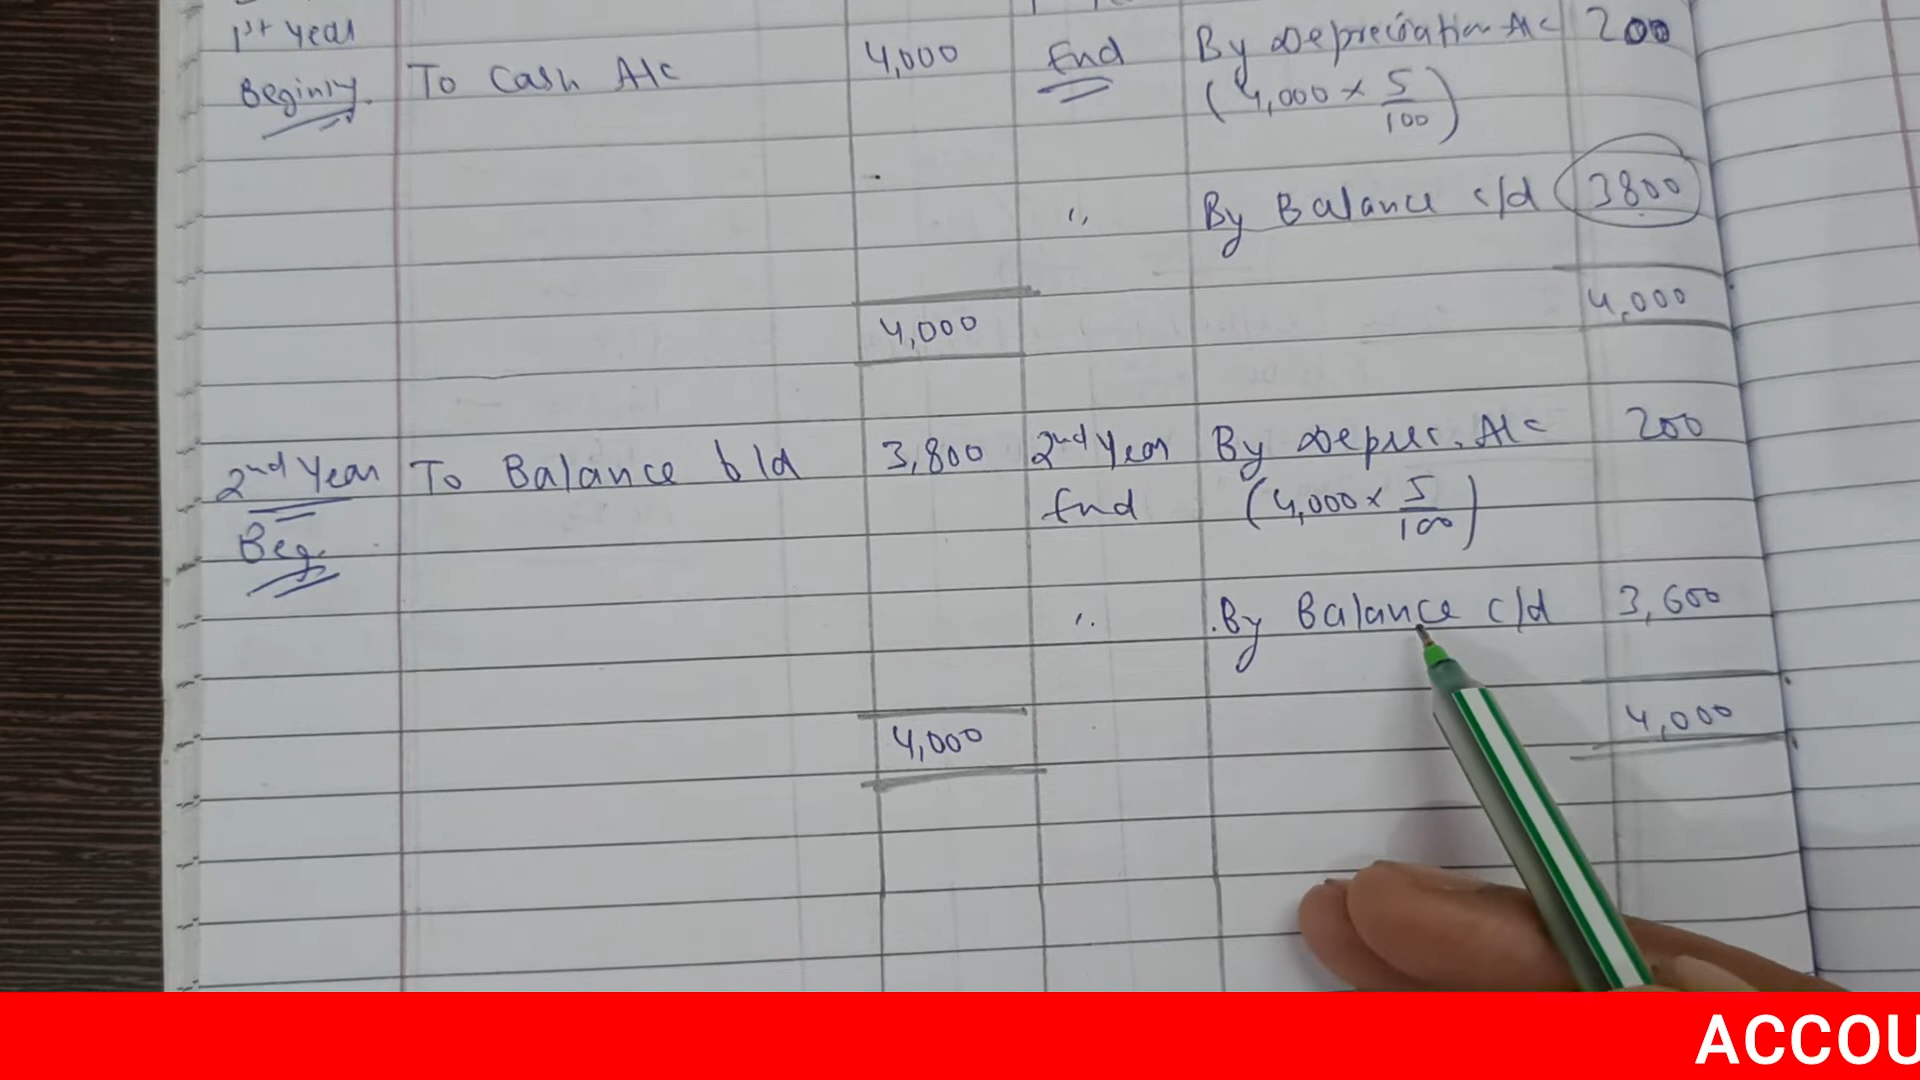 1st Year
Beginig. To Cash A/c 4,000 End By Depreciation A/c 200
(4,000 × 5/100)
" By Balance c/d 3800
4,000 4,000
2nd Year To Balance b/d 3,800 2nd Year By Deprec. A/c 200
Beg. End (4,000 × 5/100)
" By Balance c/d 3,600
4,000 4,000
ACCOU